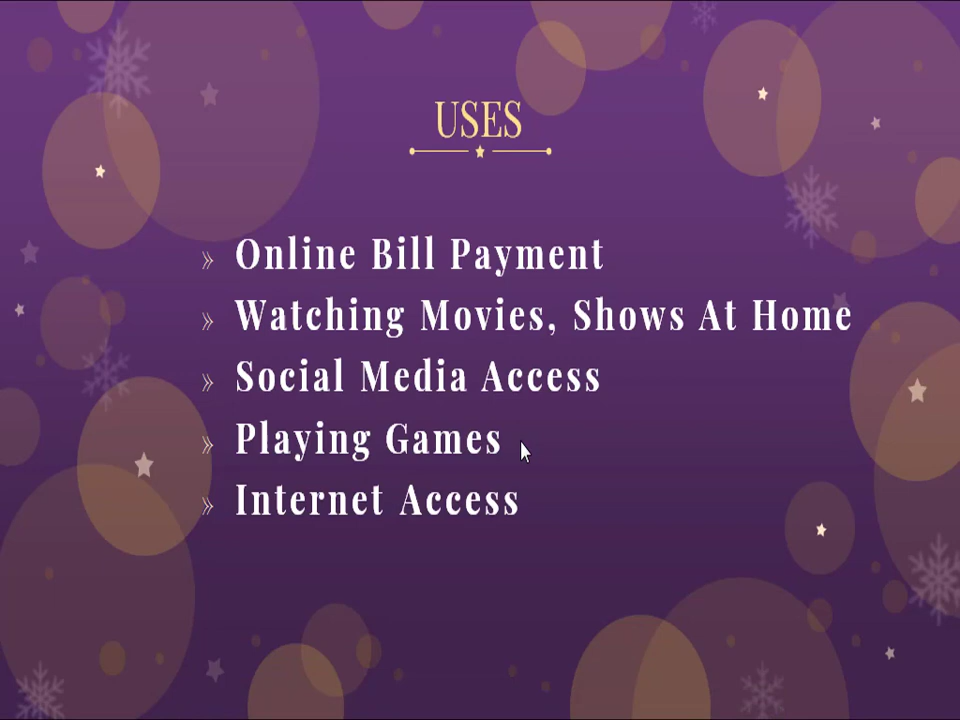 USES
» Online Bill Payment
» Watching Movies, Shows At Home
» Social Media Access
» Playing Games
» Internet Access